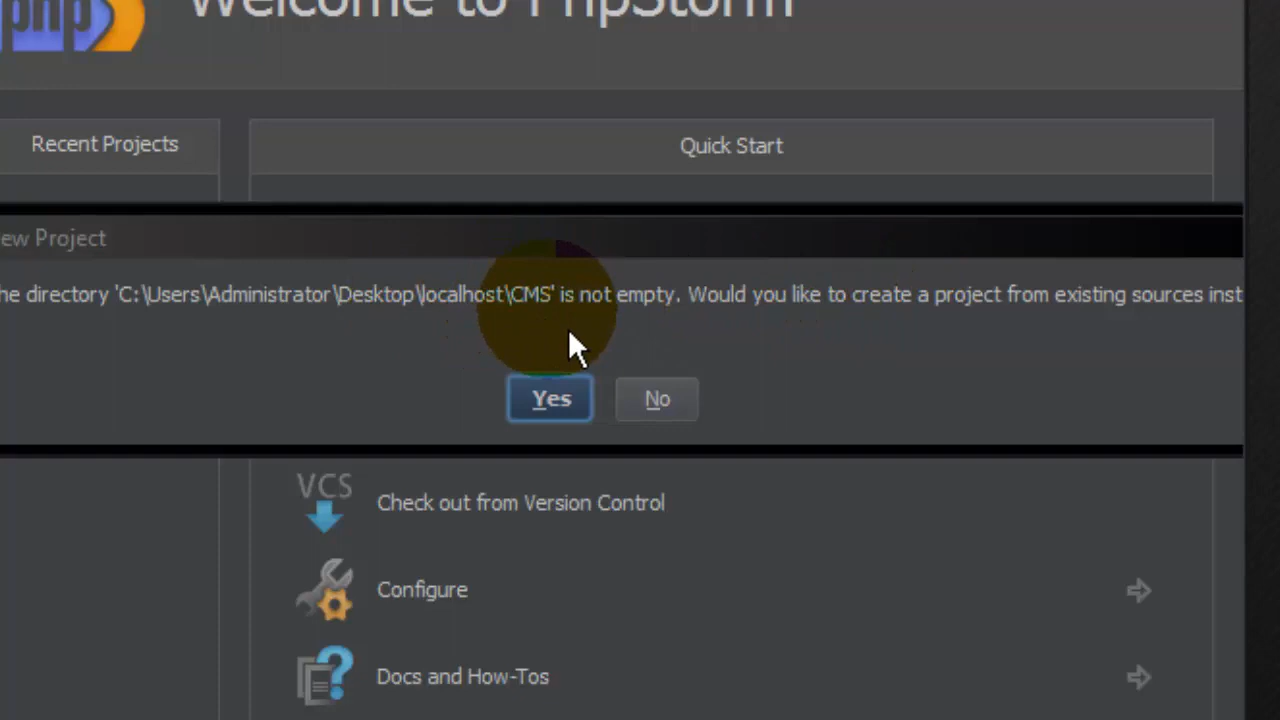 php
Welcome to PhpStorm
Recent Projects
Quick Start
ew Project
he directory 'C:\Users\Administrator\Desktop\localhost\CMS' is not empty. Would you like to create a project from existing sources inst
Yes
No
VCS
Check out from Version Control
Configure
Docs and How-Tos